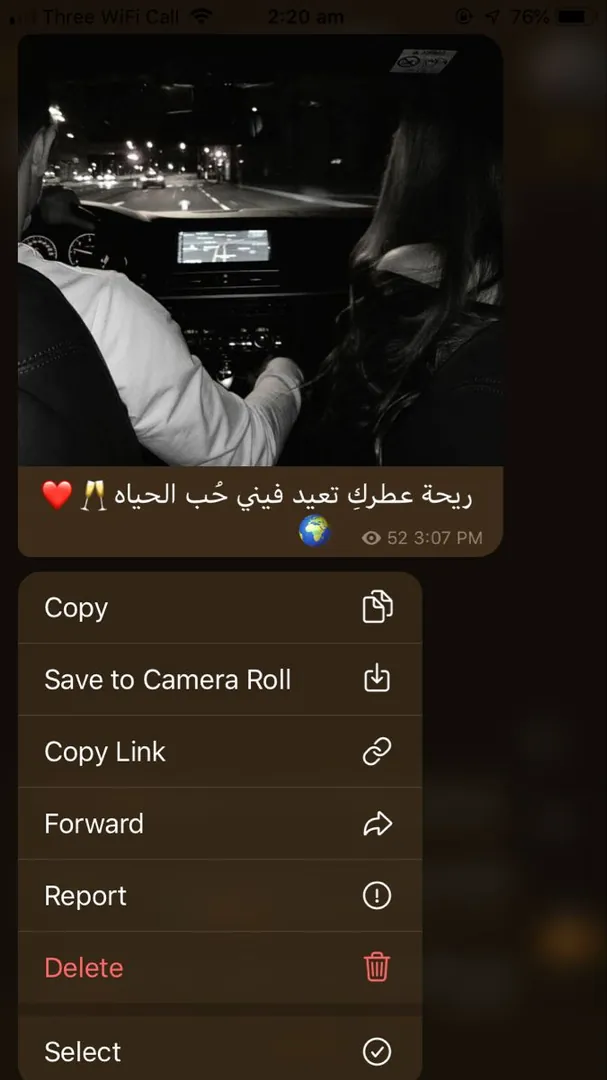 Three WiFi Call 2:20 am 76%
ريحة عطركِ تعيد فيني حُب الحياه🥂❤️
🌍 52 3:07 PM
Copy
Save to Camera Roll
Copy Link
Forward
Report
Delete
Select